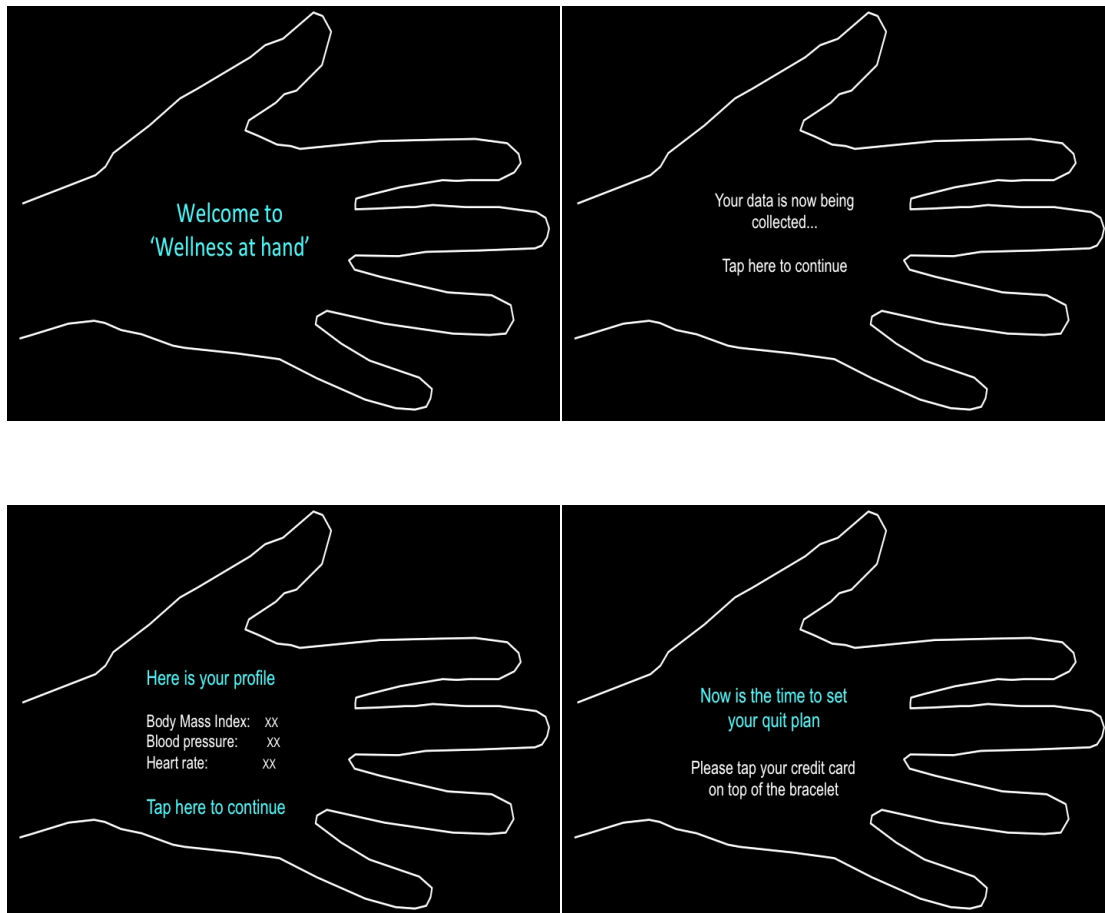 Welcome to
‘Wellness at hand’
Your data is now being
collected...
Tap here to continue
Here is your profile
Body Mass Index: xx
Blood pressure: xx
Heart rate: xx
Tap here to continue
Now is the time to set
your quit plan
Please tap your credit card
on top of the bracelet